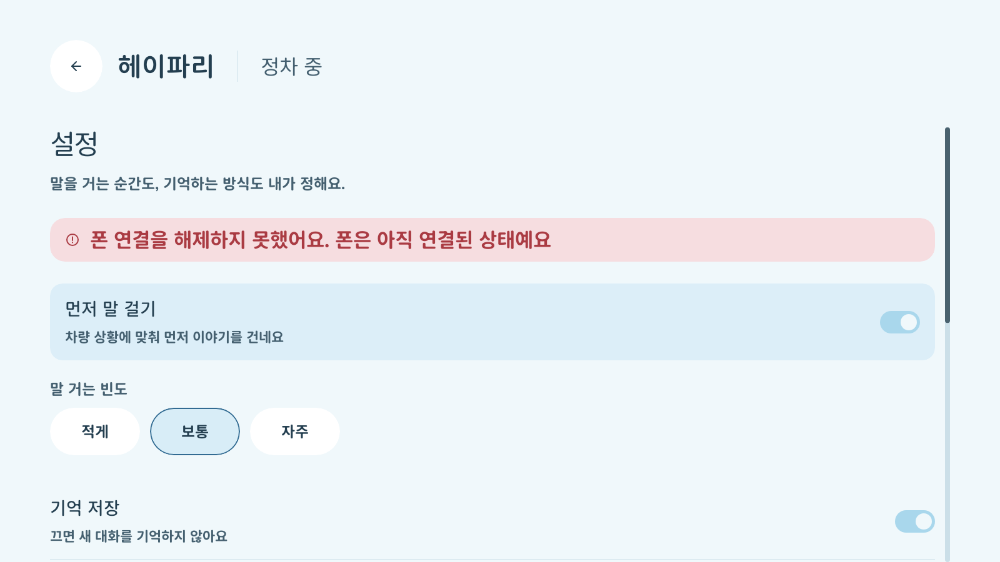 헤이파리
정차 중
설정
말을 거는 순간도, 기억하는 방식도 내가 정해요.
폰 연결을 해제하지 못했어요. 폰은 아직 연결된 상태예요
먼저 말 걸기
차량 상황에 맞춰 먼저 이야기를 건네요
말 거는 빈도
적게
보통
자주
기억 저장
끄면 새 대화를 기억하지 않아요